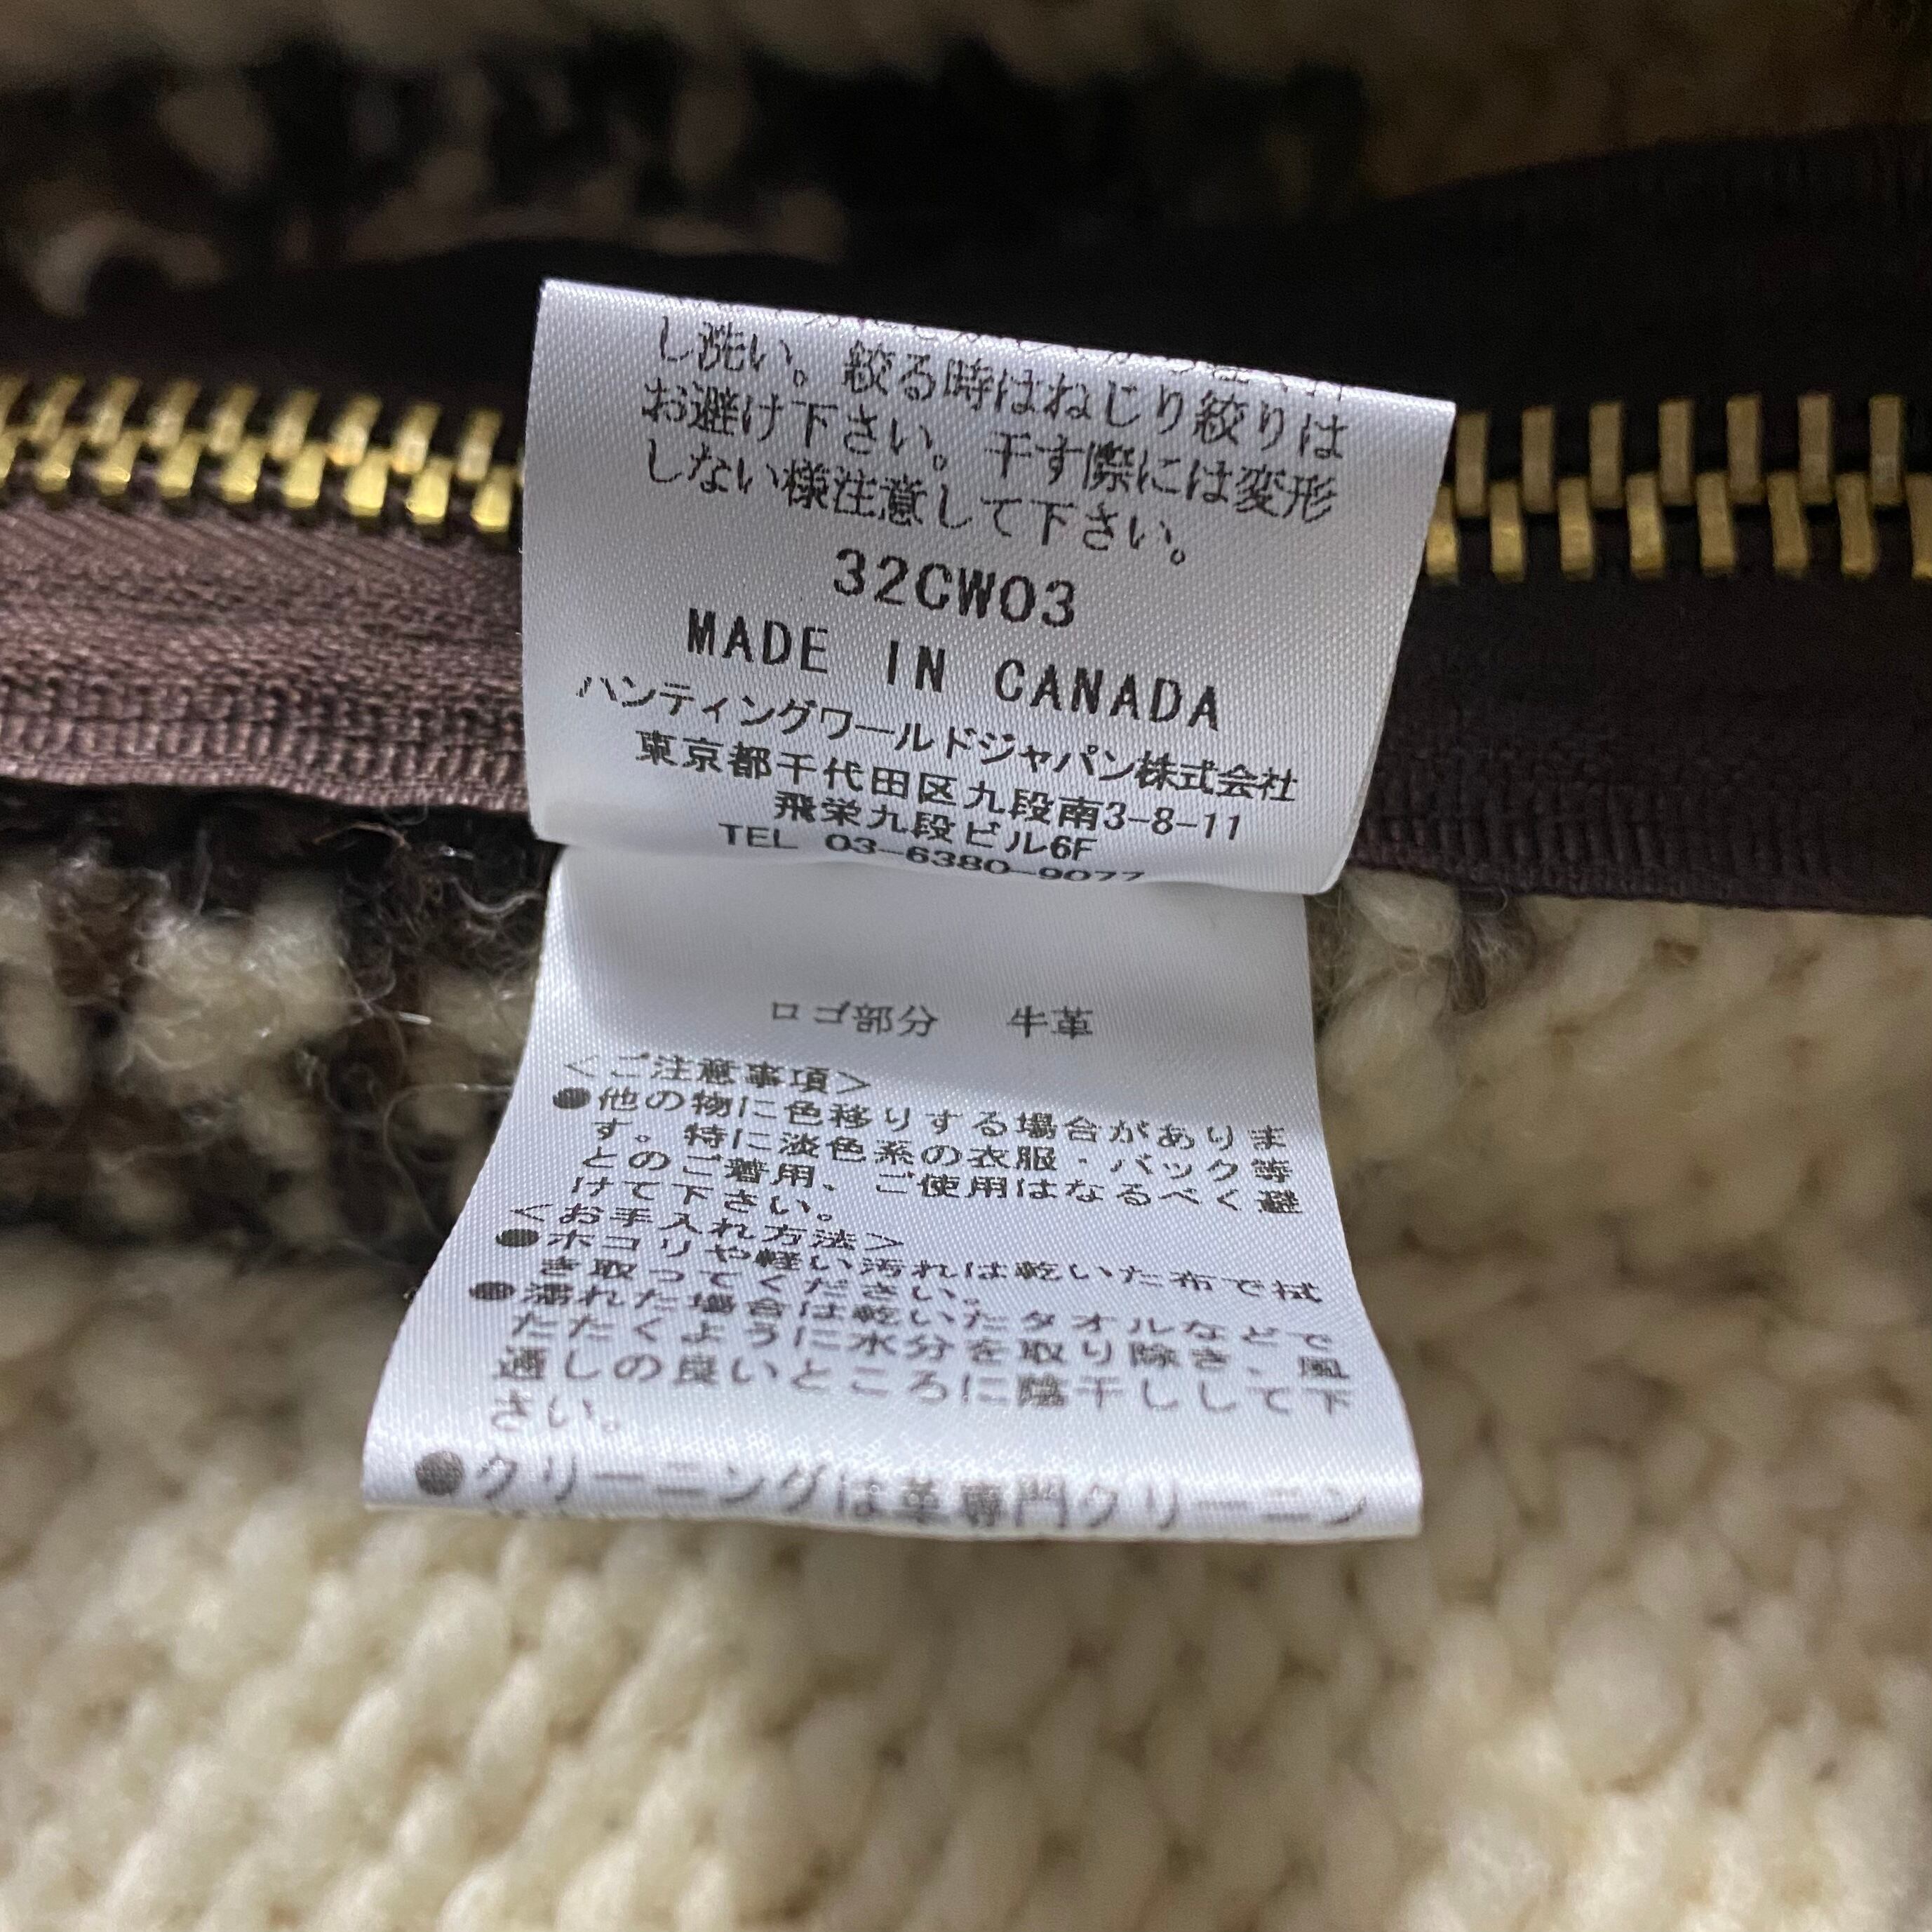 し洗い。絞る時はねじり絞りは
お避け下さい。干す際には変形
しない様注意して下さい。
32CW03
MADE IN CANADA
ハンティングワールドジャパン株式会社
東京都千代田区九段南3-8-11
飛栄九段ビル6F
TEL 03-6380-9077
ロゴ部分 牛革
<ご注意事項>
●他の物に色移りする場合がありま
す。特に淡色系の衣服・バック等
とのご着用、ご使用はなるべく避
けて下さい。
<お手入れ方法>
●ホコリや軽い汚れは乾いた布で拭
き取ってください。
●濡れた場合は乾いたタオルなどで
たたくように水分を取り除き、風
通しの良いところに陰干しして下
さい。
●クリーニングは革専門クリーニン